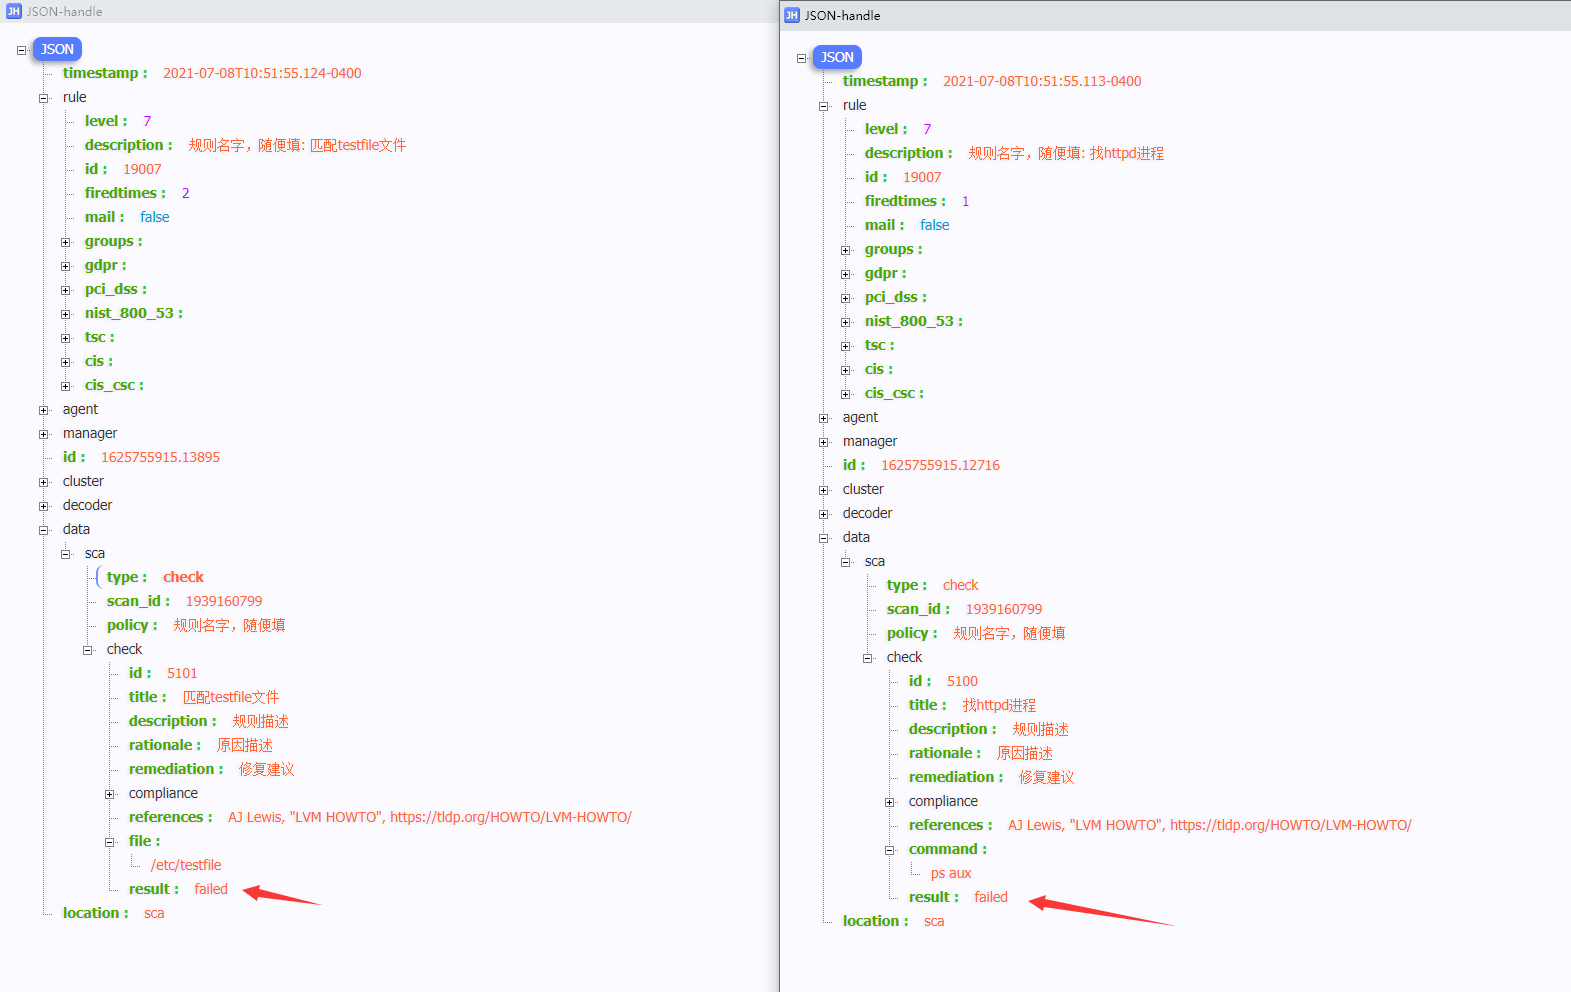 JH JSON-handle
JSON
timestamp : 2021-07-08T10:51:55.124-0400
rule
level : 7
description : 规则名字，随便填: 匹配testfile文件
id : 19007
firedtimes : 2
mail : false
groups :
gdpr :
pci_dss :
nist_800_53 :
tsc :
cis :
cis_csc :
agent
manager
id : 1625755915.13895
cluster
decoder
data
sca
type : check
scan_id : 1939160799
policy : 规则名字，随便填
check
id : 5101
title : 匹配testfile文件
description : 规则描述
rationale : 原因描述
remediation : 修复建议
compliance
references : AJ Lewis, "LVM HOWTO", https://tldp.org/HOWTO/LVM-HOWTO/
file :
/etc/testfile
result : failed
location : sca
JH JSON-handle
JSON
timestamp : 2021-07-08T10:51:55.113-0400
rule
level : 7
description : 规则名字，随便填: 找httpd进程
id : 19007
firedtimes : 1
mail : false
groups :
gdpr :
pci_dss :
nist_800_53 :
tsc :
cis :
cis_csc :
agent
manager
id : 1625755915.12716
cluster
decoder
data
sca
type : check
scan_id : 1939160799
policy : 规则名字，随便填
check
id : 5100
title : 找httpd进程
description : 规则描述
rationale : 原因描述
remediation : 修复建议
compliance
references : AJ Lewis, "LVM HOWTO", https://tldp.org/HOWTO/LVM-HOWTO/
command :
ps aux
result : failed
location : sca